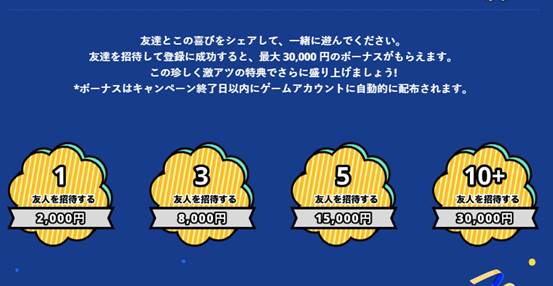 友達とこの喜びをシェアして、一緒に遊んでください。
友達を招待して登録に成功すると、最大 30,000 円のボーナスがもらえます。
この珍しく激アツの特典でさらに盛り上げましょう!
*ボーナスはキャンペーン終了日以内にゲームアカウントに自動的に配布されます。
1
友人を招待する
2,000円
3
友人を招待する
8,000円
5
友人を招待する
15,000円
10+
友人を招待する
30,000円